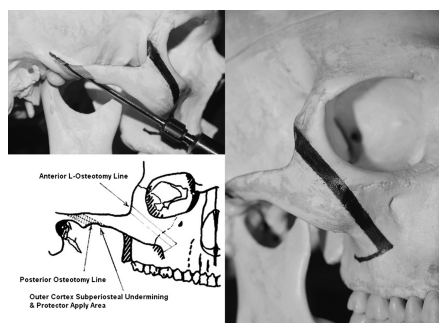 Anterior L-Osteotomy Line
Posterior Osteotomy Line
Outer Cortex Subperiosteal Undermining
& Protector Apply Area